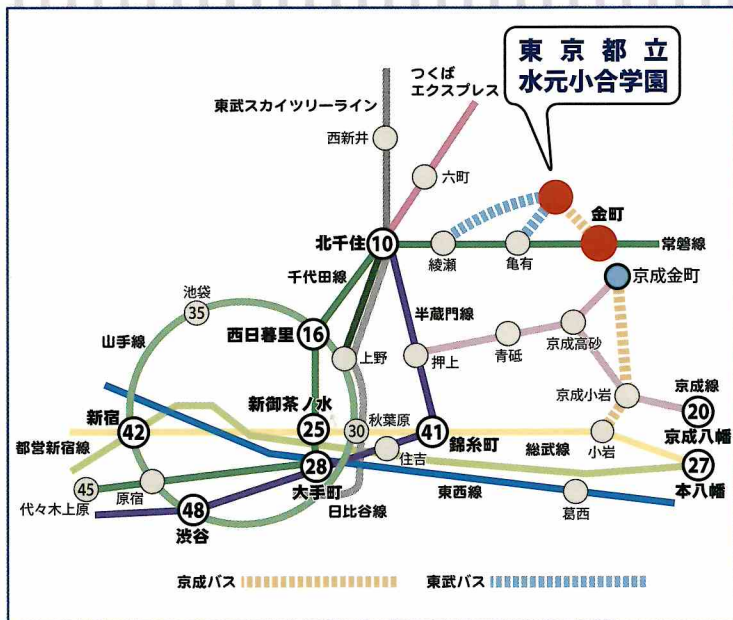 東京都立
水元小合学園
つくば
エクスプレス
東武スカイツリーライン
西新井
六町
金町
北千住
10
綾瀬
亀有
常磐線
千代田線
京成金町
池袋
35
半蔵門線
山手線
西日暮里
16
上野
押上
青砥
京成高砂
京成小岩
京成線
20
京成八幡
新宿
42
新御茶ノ水
25
秋葉原
30
41
錦糸町
小岩
都営新宿線
住吉
総武線
27
本八幡
28
大手町
45
原宿
代々木上原
48
渋谷
日比谷線
東西線
葛西
京成バス
東武バス